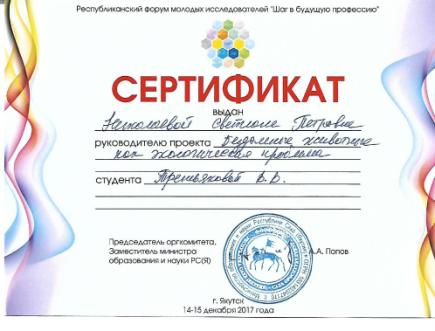 Республиканский форум молодых исследователей "Шаг в будущую профессию"
СЕРТИФИКАТ
выдан
Николаевой Светлане Петровне
руководителю проекта Бездомные животные
как экологическая проблема
студента Третьяковой В.В.
Председатель оргкомитета,
Заместитель министра
образования и науки РС(Я)
А.А. Попов
г. Якутск
14-15 декабря 2017 года